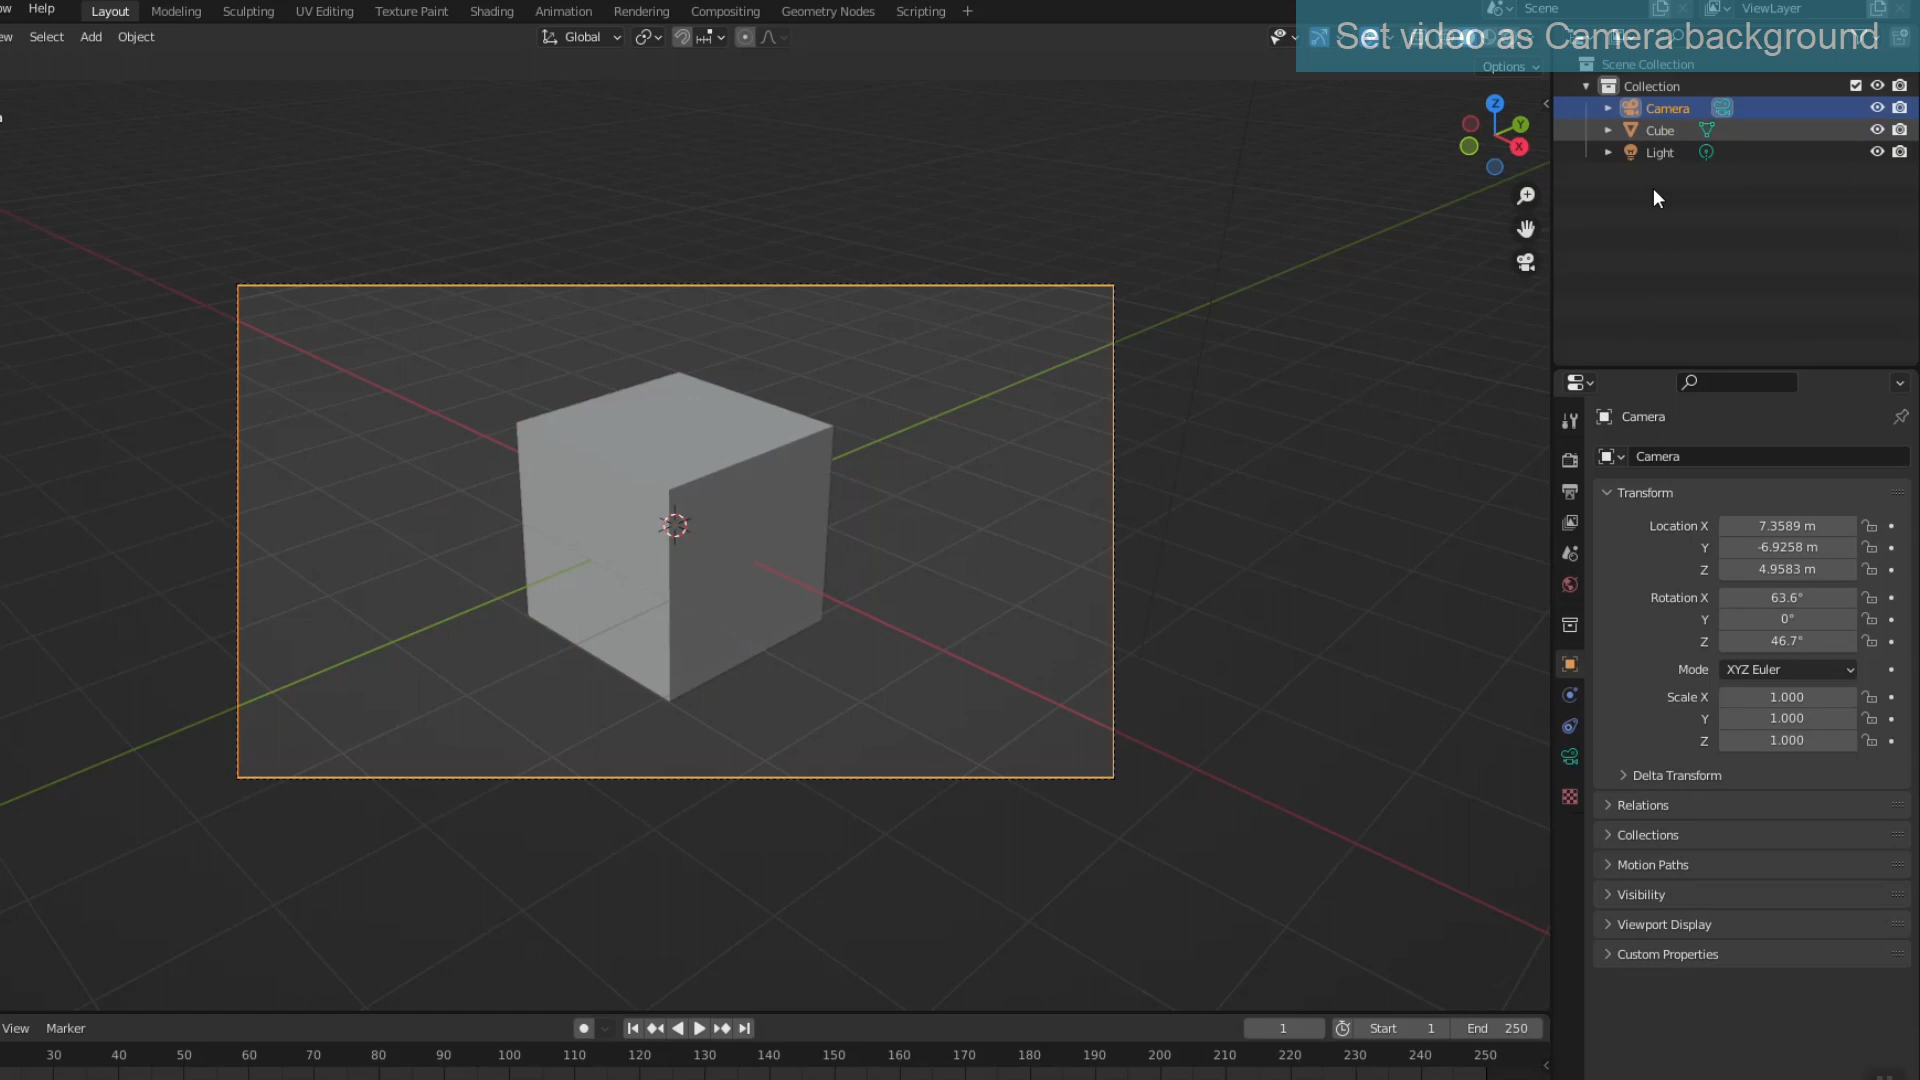 Help Layout Modeling Sculpting UV Editing Texture Paint Shading Animation Rendering Compositing Geometry Nodes Scripting +
Scene
ViewLayer
Select Add Object
Global
Set video as Camera background
Options
Scene Collection
Collection
Camera
Cube
Light
Z
Y
X
Camera
Camera
Transform
Location X 7.3589 m
Y -6.9258 m
Z 4.9583 m
Rotation X 63.6°
Y 0°
Z 46.7°
Mode XYZ Euler
Scale X 1.000
Y 1.000
Z 1.000
Delta Transform
Relations
Collections
Motion Paths
Visibility
Viewport Display
Custom Properties
View Marker
1
Start 1
End 250
30 40 50 60 70 80 90 100 110 120 130 140 150 160 170 180 190 200 210 220 230 240 250